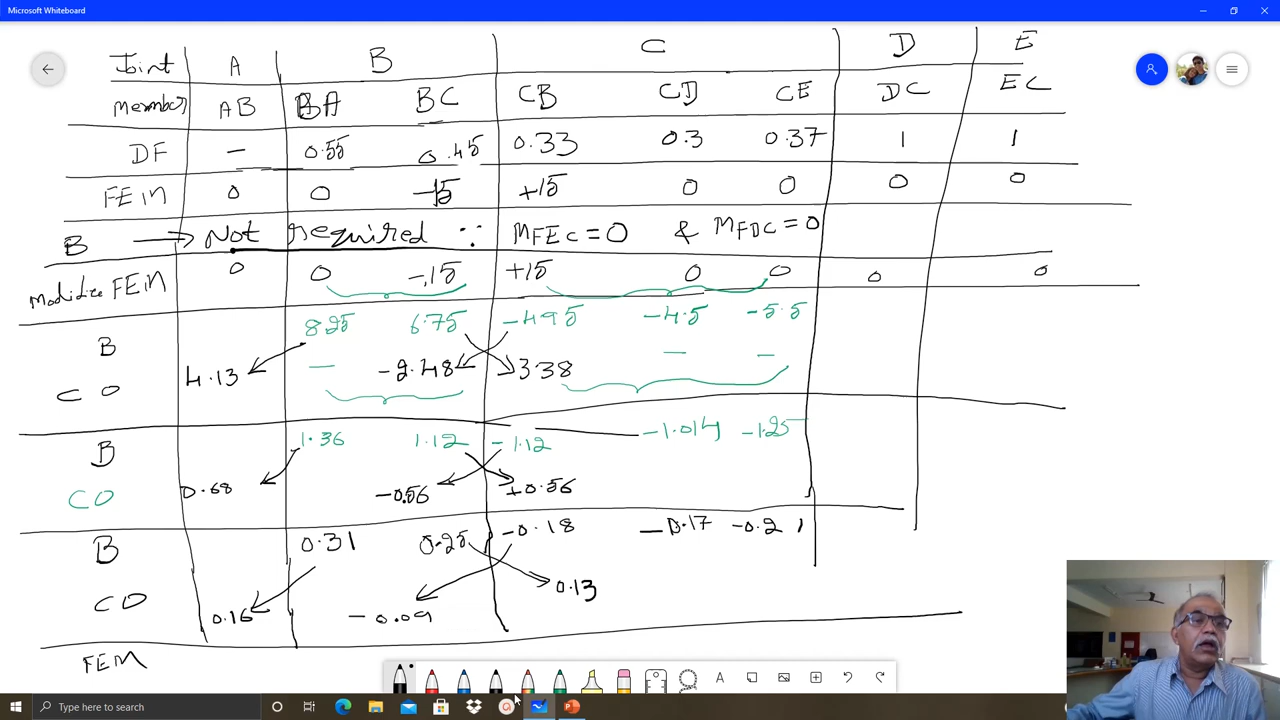 Microsoft Whiteboard
Joint A B C D E
Member AB BA BC CB CD CE DC EC
DF - 0.55 0.45 0.33 0.3 0.37 1 1
FEM 0 0 -15 +15 0 0 0 0
B → Not required ∵ MFEC=0 & MFDC=0
FEM 0 0 -15 +15 0 0 0 0
B 8.25 6.75 -4.95 -4.5 -5.5
CO 4.13 - -2.48 3.38 - -
B 1.36 1.12 -1.12 -1.014 -1.25
CO 0.68 -0.56 +0.56
B 0.31 0.25 -0.18 -0.17 -0.21
CO 0.16 -0.09 0.13
FEM
Type here to search